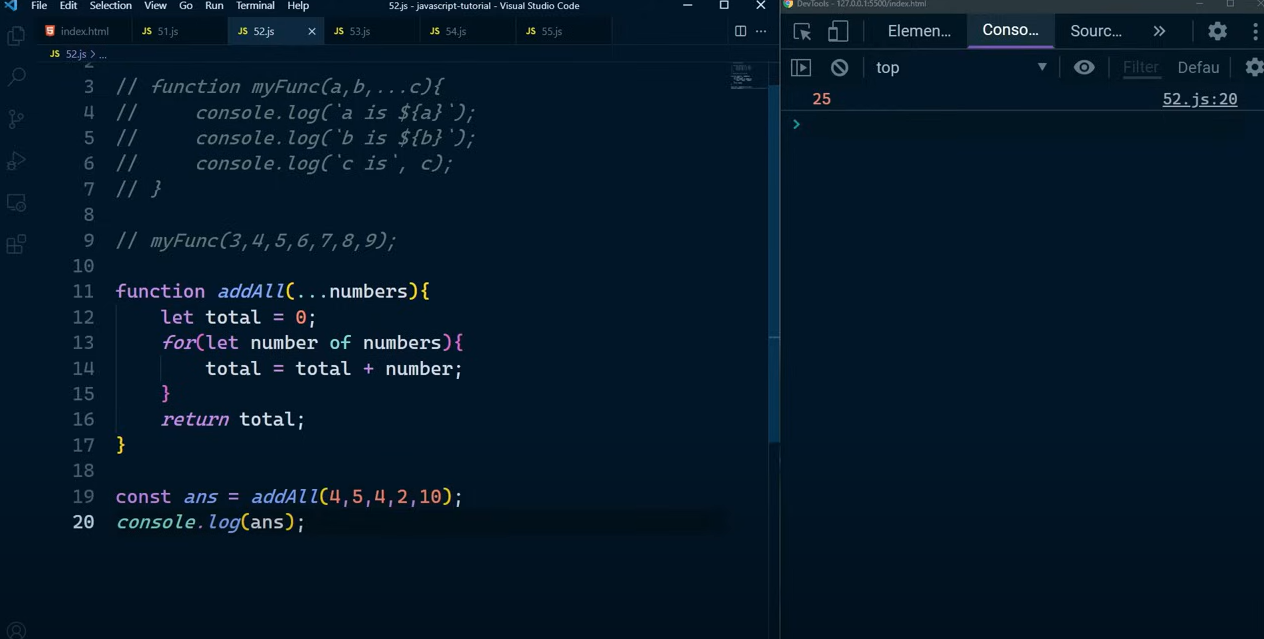 File Edit Selection View Go Run Terminal Help 52.js - javascript-tutorial - Visual Studio Code
index.html JS 51.js JS 52.js JS 53.js JS 54.js JS 55.js
JS 52.js > ...
2
3 // function myFunc(a,b,...c){
4 //     console.log(`a is ${a}`);
5 //     console.log(`b is ${b}`);
6 //     console.log(`c is`, c);
7 // }
8
9 // myFunc(3,4,5,6,7,8,9);
10
11 function addAll(...numbers){
12     let total = 0;
13     for(let number of numbers){
14         total = total + number;
15     }
16     return total;
17 }
18
19 const ans = addAll(4,5,4,2,10);
20 console.log(ans);
DevTools - 127.0.0.1:5500/index.html
Elemen... Conso... Sourc... »
top Filter Defau
25 52.js:20
>